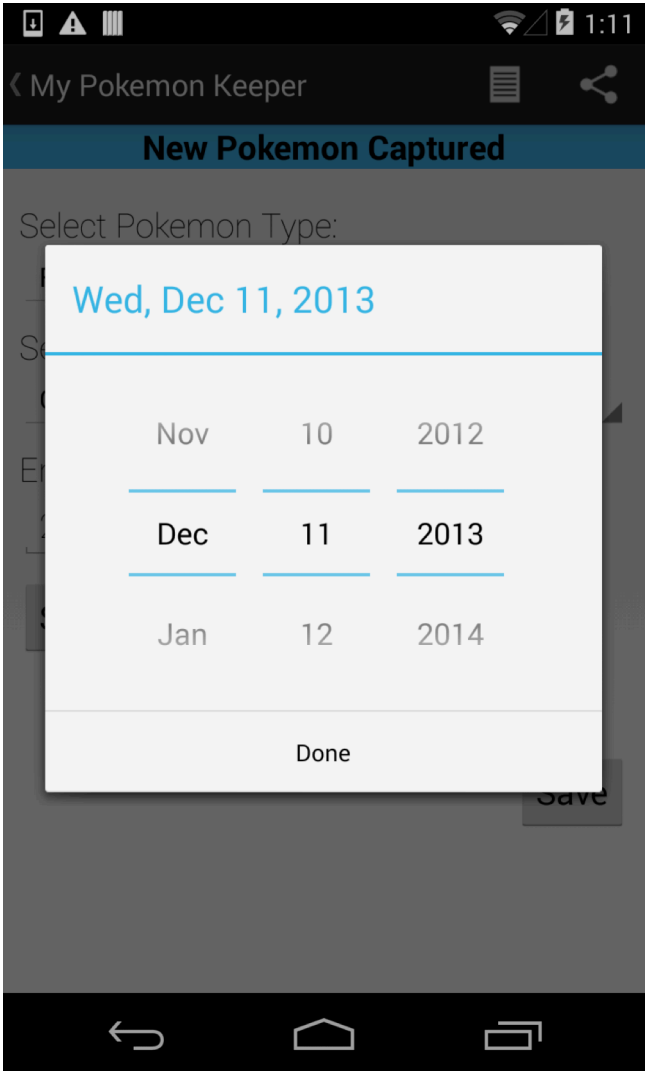 1:11
My Pokemon Keeper
New Pokemon Captured
Select Pokemon Type:
Wed, Dec 11, 2013
Nov 10 2012
Dec 11 2013
Jan 12 2014
Done
Save